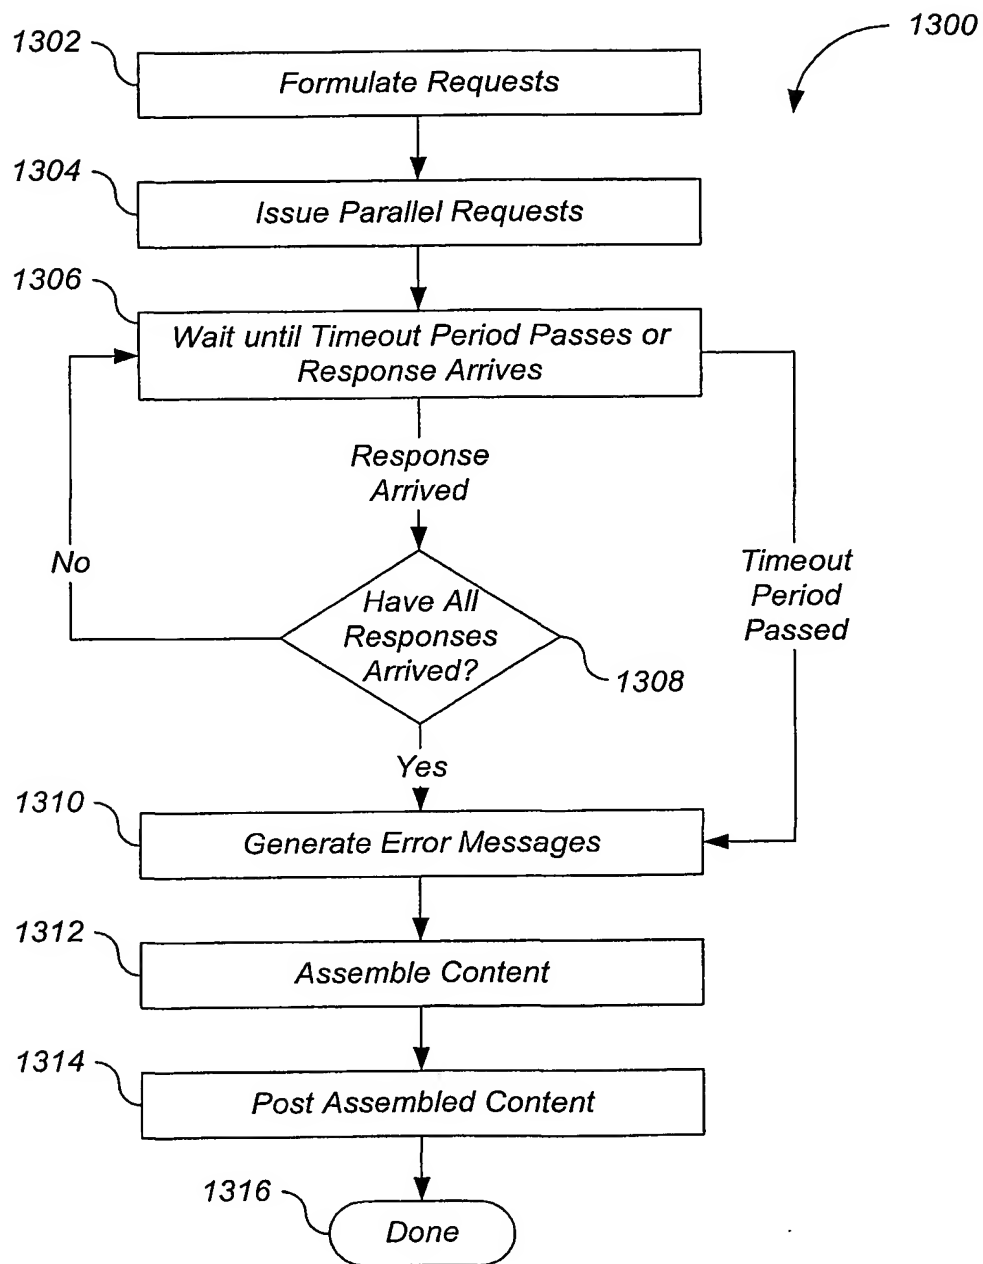 1300
1302
Formulate Requests
1304
Issue Parallel Requests
1306
Wait until Timeout Period Passes or
Response Arrives
Response
Arrived
No
Timeout
Period
Passed
Have All
Responses
Arrived?
1308
Yes
1310
Generate Error Messages
1312
Assemble Content
1314
Post Assembled Content
1316
Done